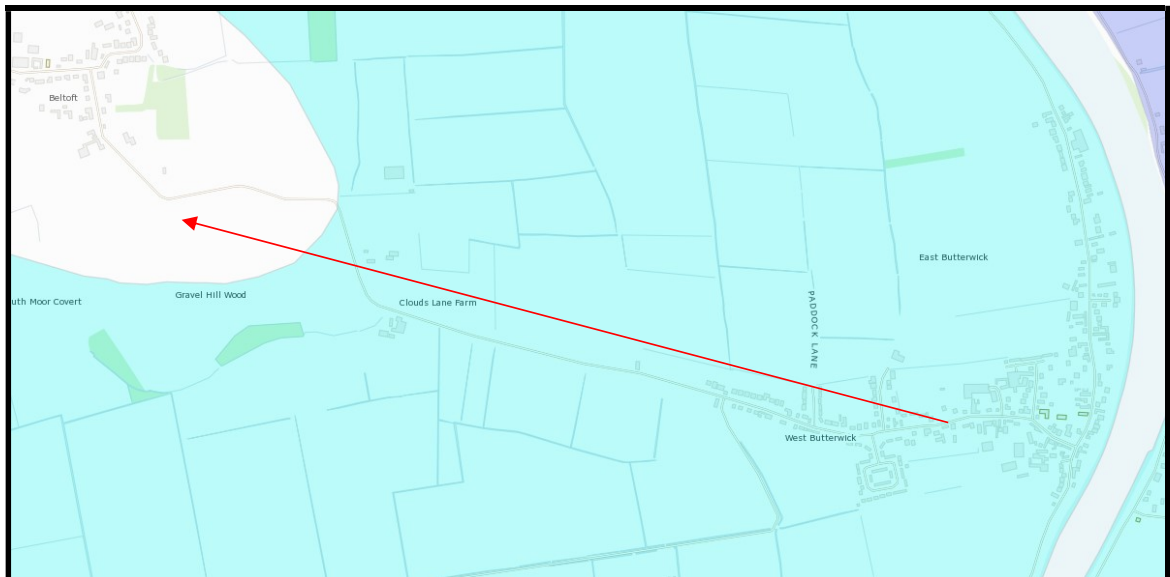 Beltoft
East Butterwick
uth Moor Covert
Gravel Hill Wood
Clouds Lane Farm
PADDOCK LANE
West Butterwick